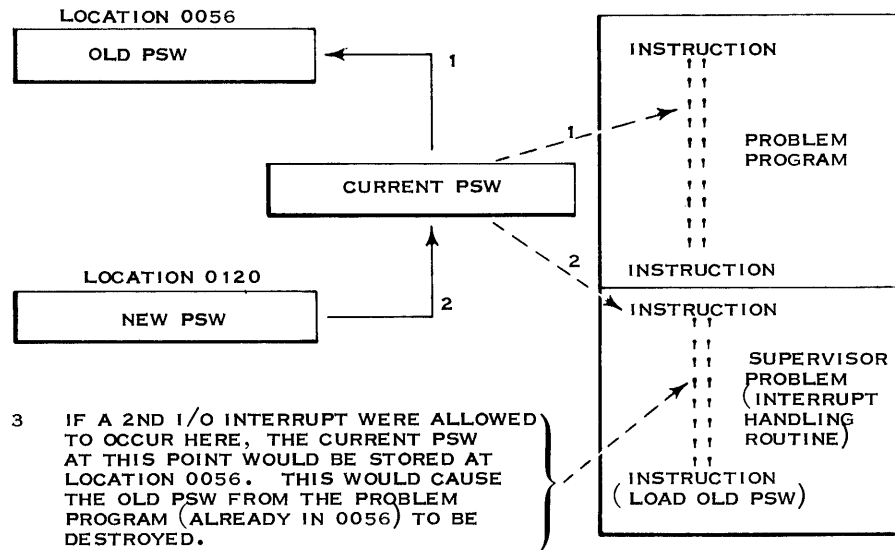 LOCATION 0056
OLD PSW
1
INSTRUCTION
1
PROBLEM
PROGRAM
CURRENT PSW
2
INSTRUCTION
LOCATION 0120
NEW PSW
2
INSTRUCTION
SUPERVISOR
PROBLEM
(INTERRUPT
HANDLING
ROUTINE)
INSTRUCTION
(LOAD OLD PSW)
3 IF A 2ND I/O INTERRUPT WERE ALLOWED
TO OCCUR HERE, THE CURRENT PSW
AT THIS POINT WOULD BE STORED AT
LOCATION 0056. THIS WOULD CAUSE
THE OLD PSW FROM THE PROBLEM
PROGRAM (ALREADY IN 0056) TO BE
DESTROYED.